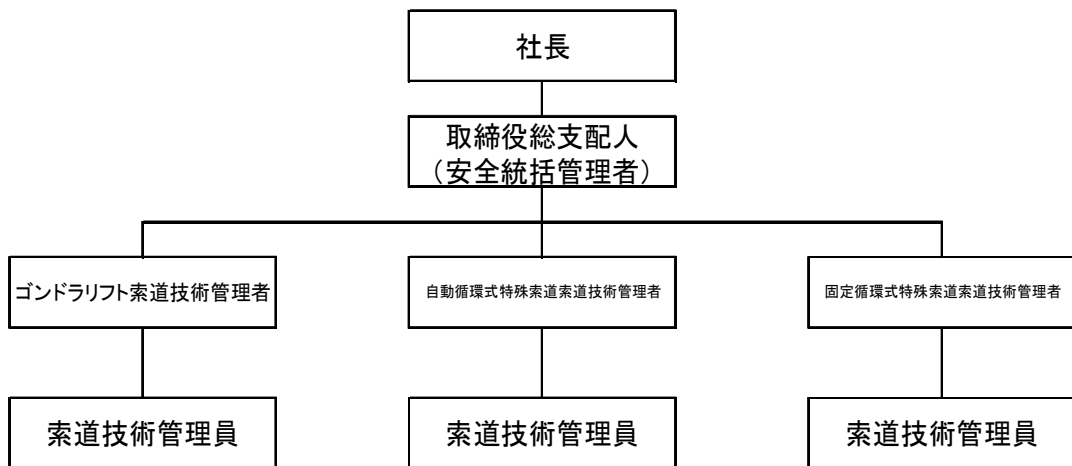 社長
取締役総支配人
（安全統括管理者）
ゴンドラリフト索道技術管理者
自動循環式特殊索道索道技術管理者
固定循環式特殊索道索道技術管理者
索道技術管理員
索道技術管理員
索道技術管理員